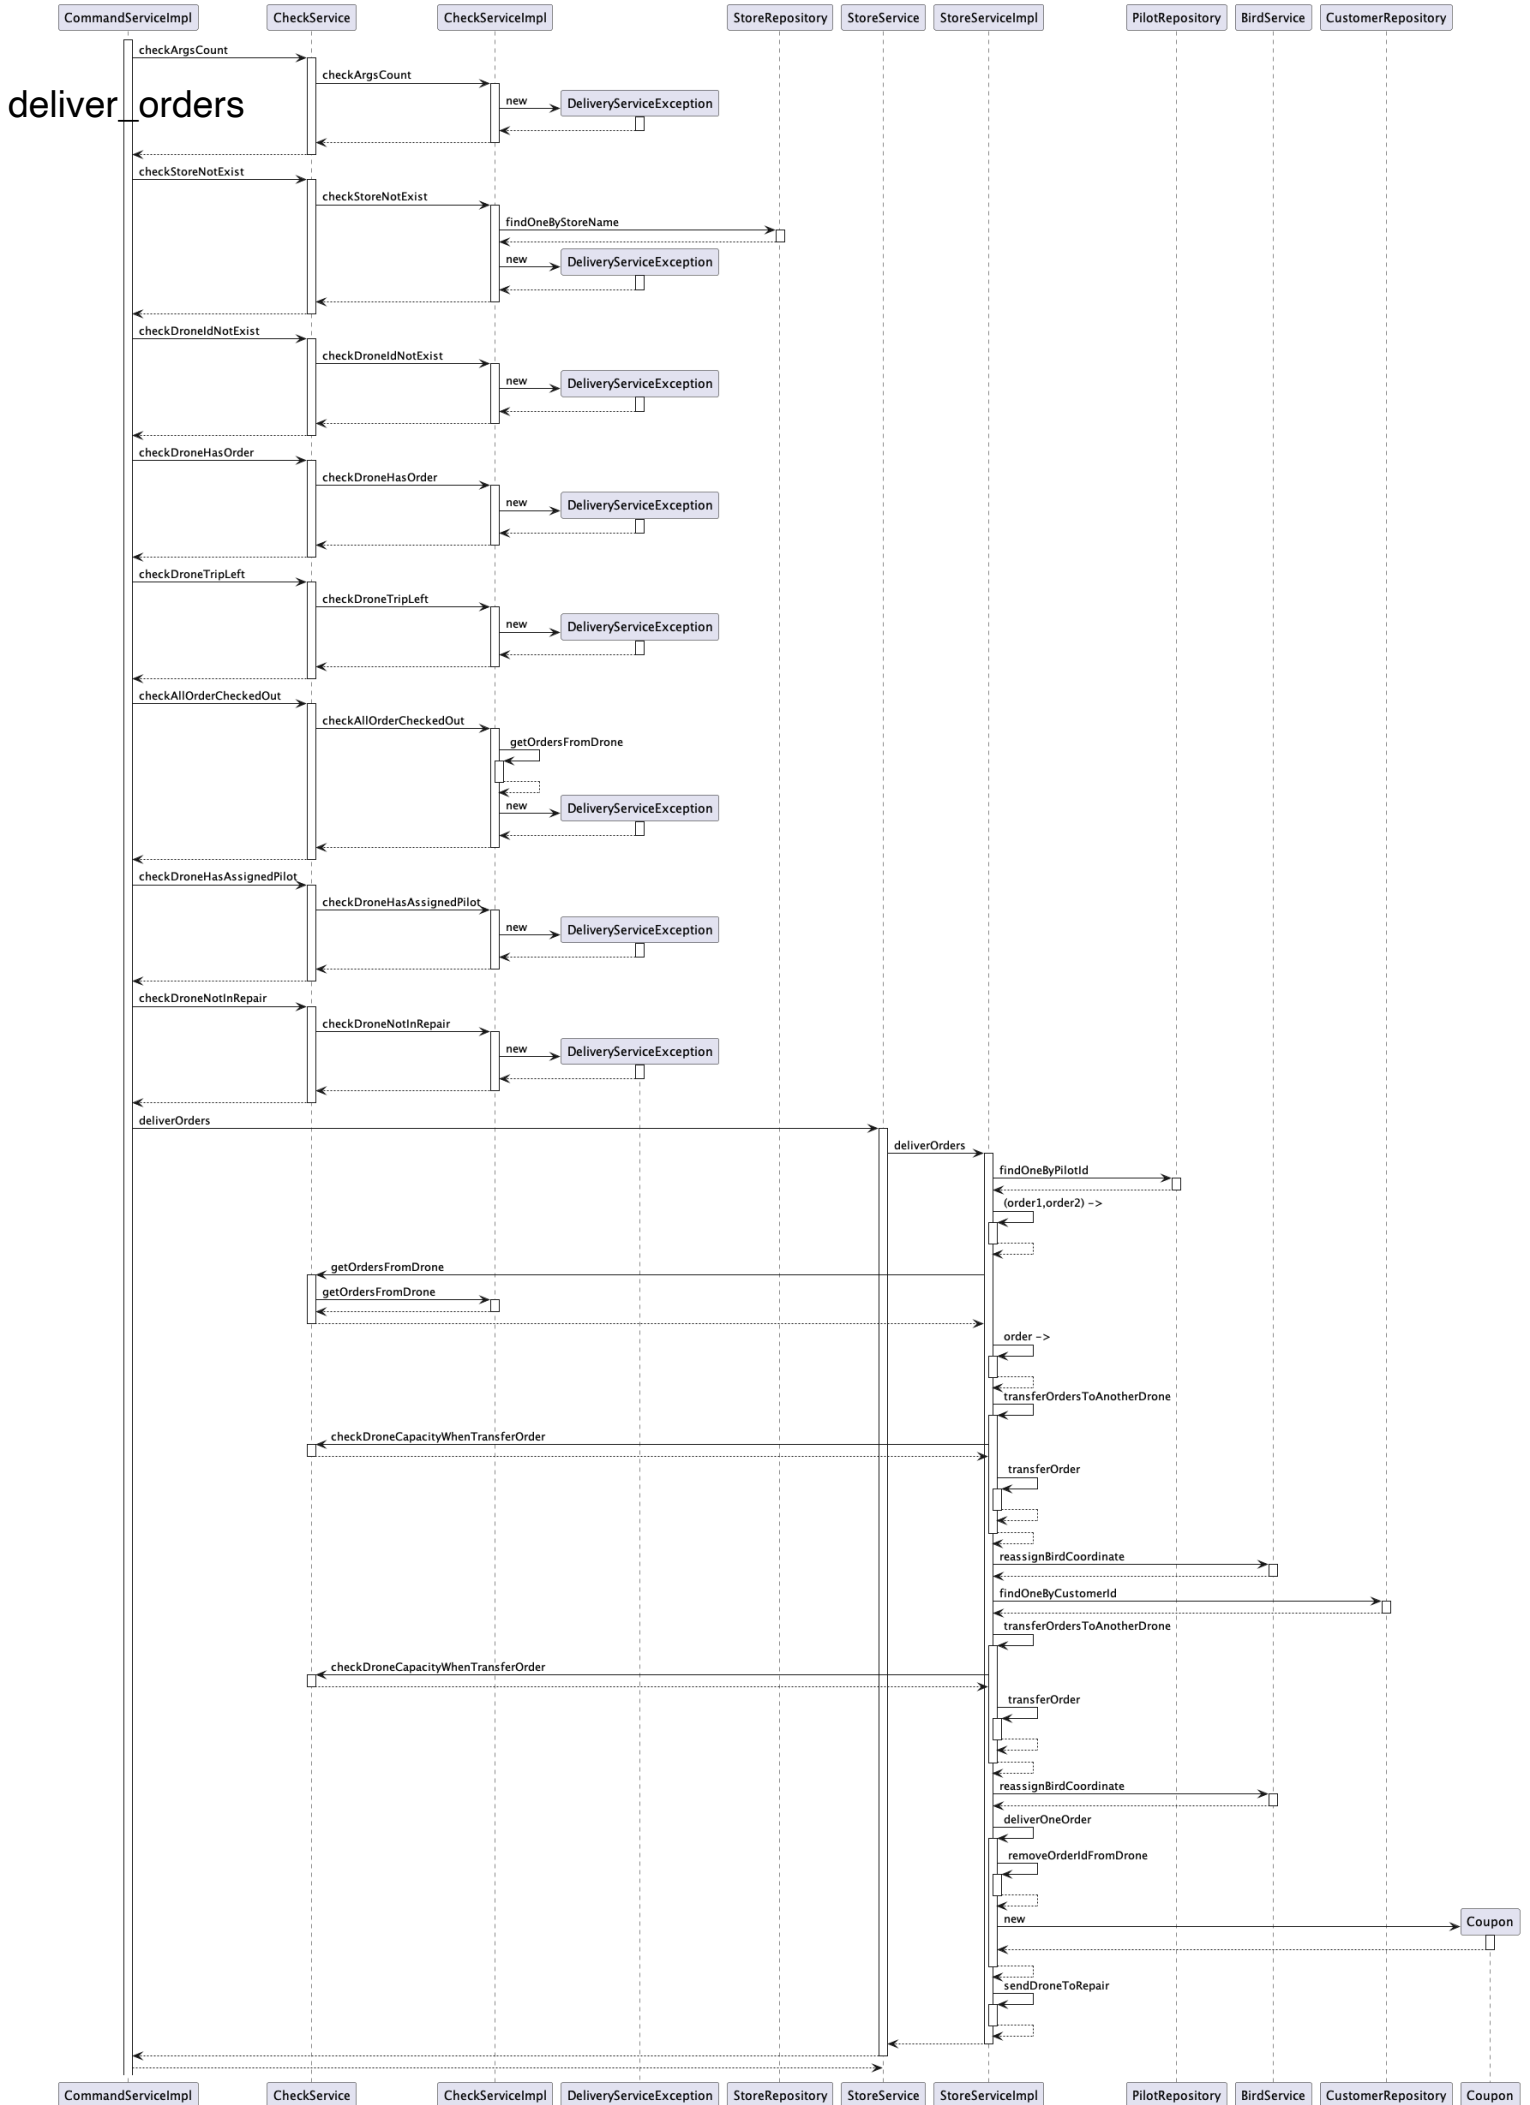 CommandServiceImpl CheckService CheckServiceImpl StoreRepository StoreService StoreServiceImpl PilotRepository BirdService CustomerRepository
checkArgsCount
checkArgsCount
new DeliveryServiceException
deliver_orders
checkStoreNotExist
checkStoreNotExist
findOneByStoreName
new DeliveryServiceException
checkDroneIdNotExist
checkDroneIdNotExist
new DeliveryServiceException
checkDroneHasOrder
checkDroneHasOrder
new DeliveryServiceException
checkDroneTripLeft
checkDroneTripLeft
new DeliveryServiceException
checkAllOrderCheckedOut
checkAllOrderCheckedOut
getOrdersFromDrone
new DeliveryServiceException
checkDroneHasAssignedPilot
checkDroneHasAssignedPilot
new DeliveryServiceException
checkDroneNotInRepair
checkDroneNotInRepair
new DeliveryServiceException
deliverOrders
deliverOrders
findOneByPilotId
(order1,order2) ->
getOrdersFromDrone
getOrdersFromDrone
order ->
transferOrdersToAnotherDrone
checkDroneCapacityWhenTransferOrder
transferOrder
reassignBirdCoordinate
findOneByCustomerId
transferOrdersToAnotherDrone
checkDroneCapacityWhenTransferOrder
transferOrder
reassignBirdCoordinate
deliverOneOrder
removeOrderIdFromDrone
new Coupon
sendDroneToRepair
CommandServiceImpl CheckService CheckServiceImpl DeliveryServiceException StoreRepository StoreService StoreServiceImpl PilotRepository BirdService CustomerRepository Coupon